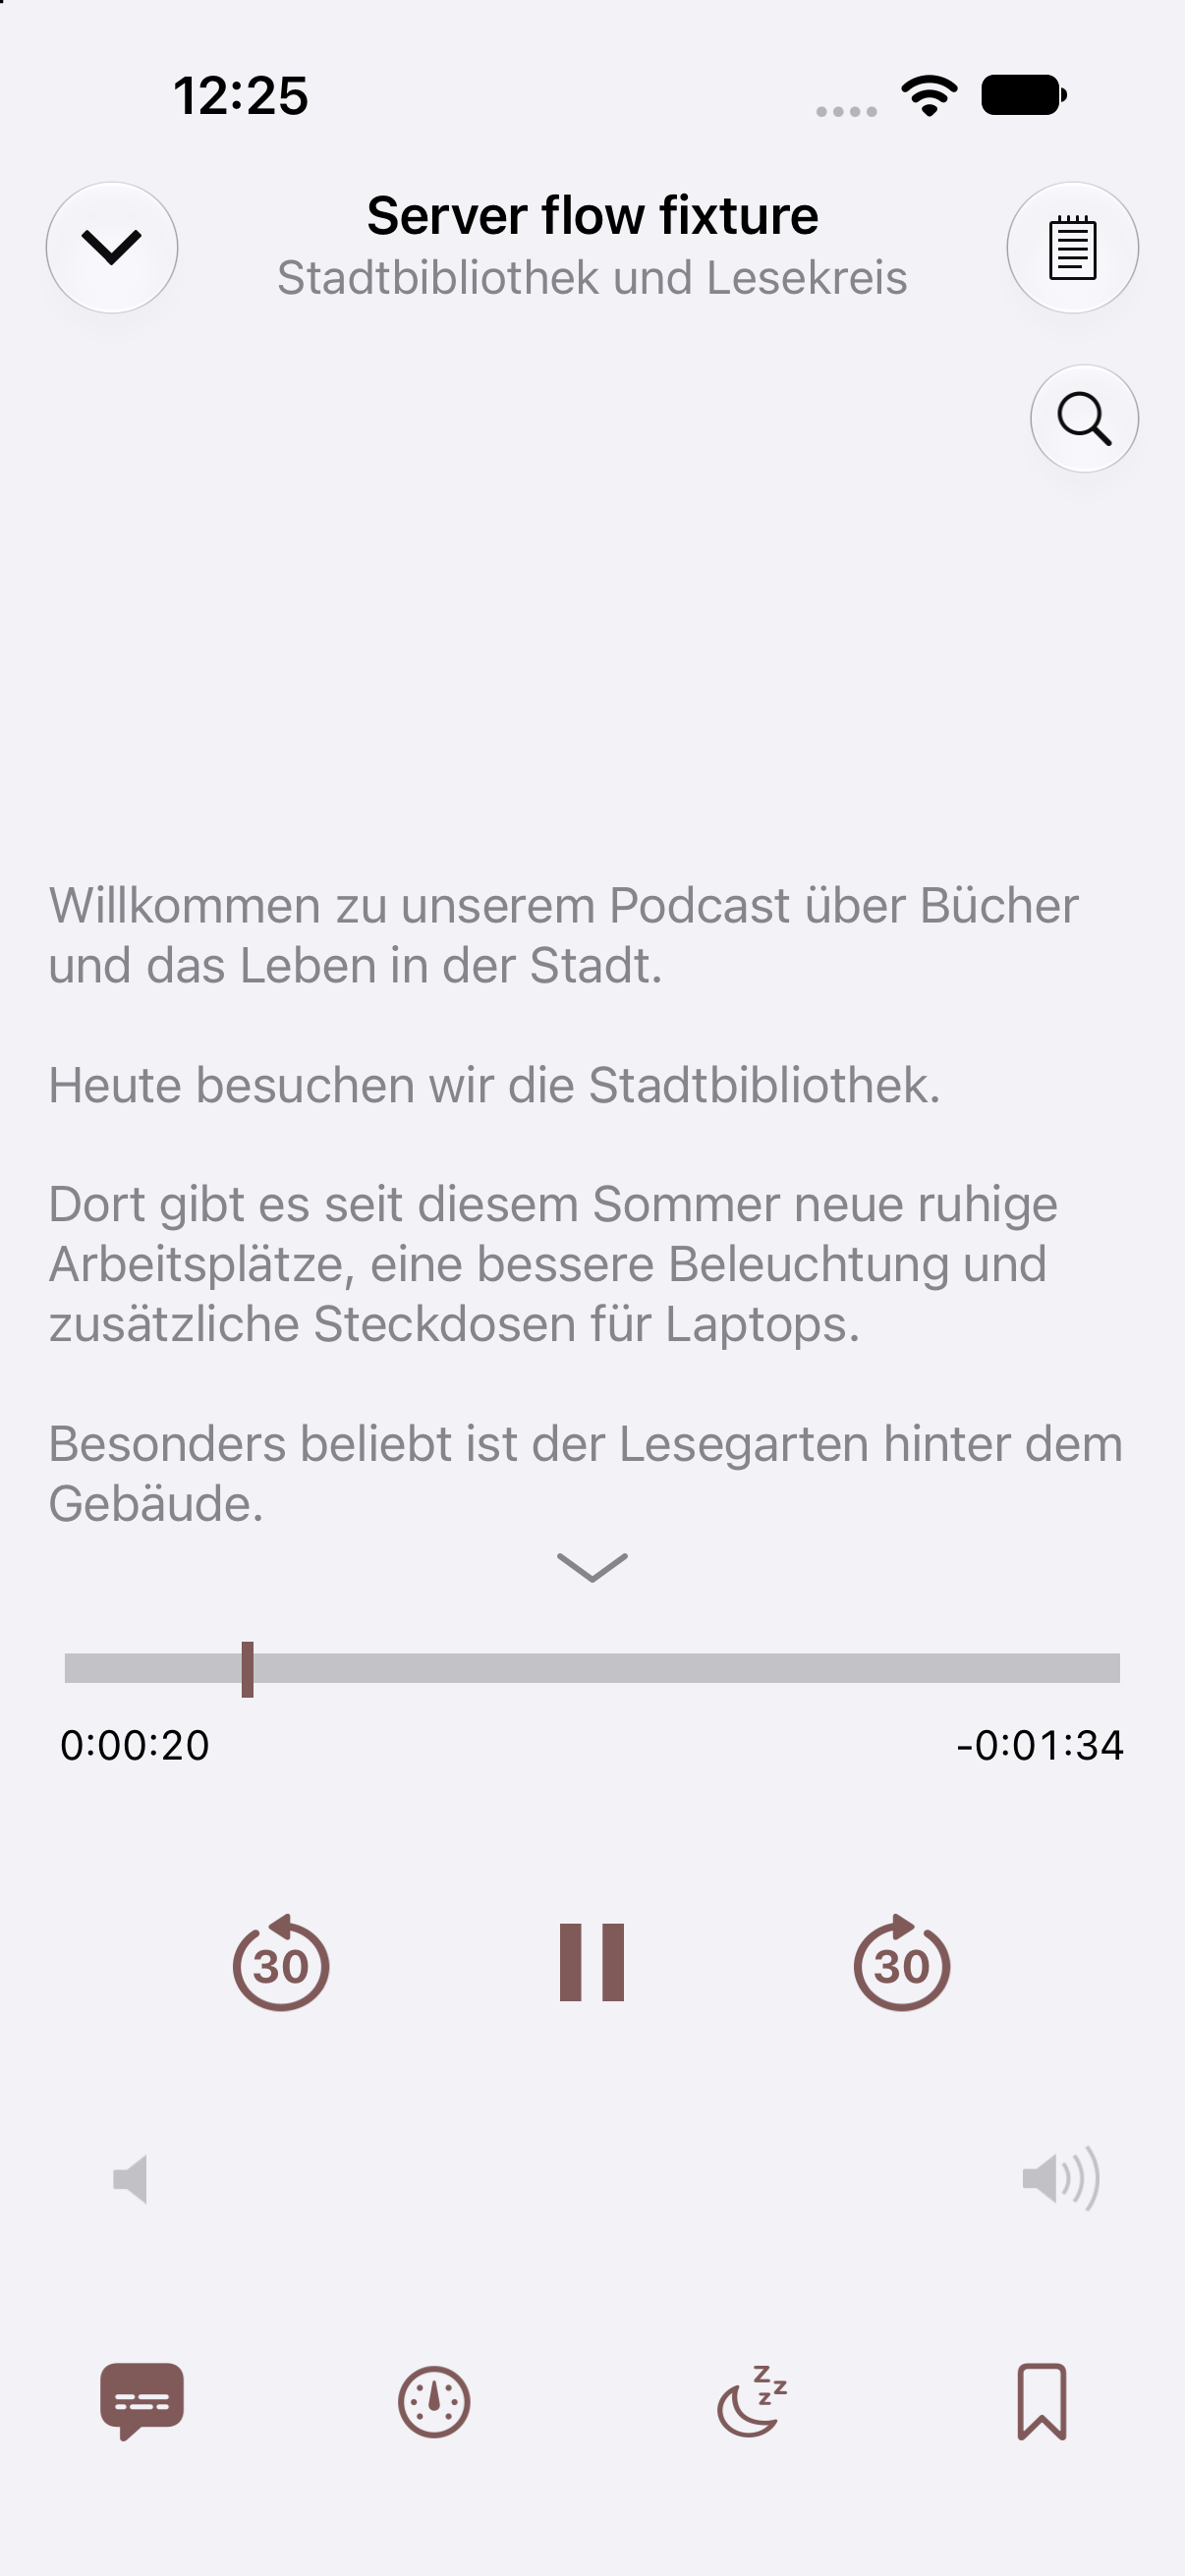 12:25
Server flow fixture
Stadtbibliothek und Lesekreis
Willkommen zu unserem Podcast über Bücher
und das Leben in der Stadt.
Heute besuchen wir die Stadtbibliothek.
Dort gibt es seit diesem Sommer neue ruhige
Arbeitsplätze, eine bessere Beleuchtung und
zusätzliche Steckdosen für Laptops.
Besonders beliebt ist der Lesegarten hinter dem
Gebäude.
0:00:20
-0:01:34
30
30
z
z
z